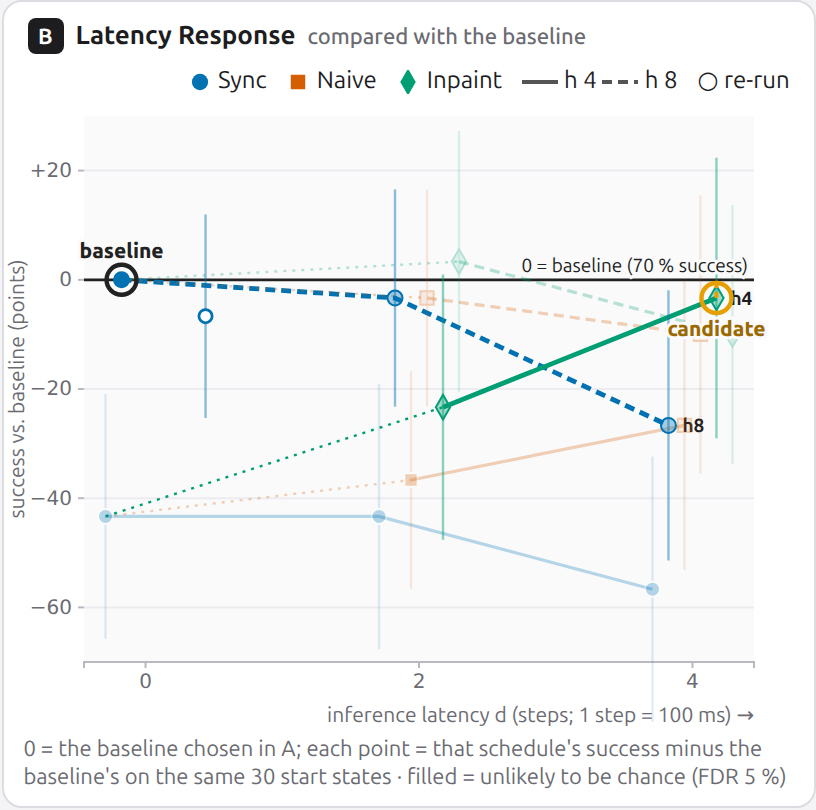 B Latency Response compared with the baseline
Sync Naive Inpaint h 4 h 8 re-run
+20
0
−20
−40
−60
success vs. baseline (points)
baseline
0 = baseline (70 % success)
h4
candidate
h8
0 2 4
inference latency d (steps; 1 step = 100 ms) →
0 = the baseline chosen in A; each point = that schedule's success minus the
baseline's on the same 30 start states · filled = unlikely to be chance (FDR 5 %)